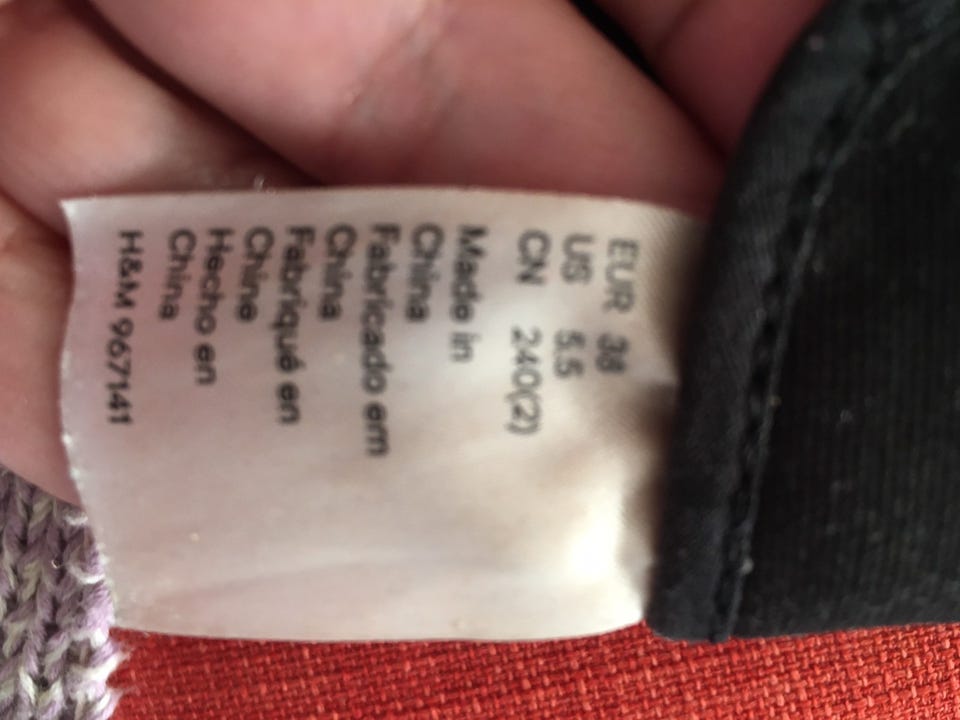 EUR 38
US 5.5
CN 240(2)
Made in
China
Fabricado em
China
Fabriqué en
Chine
Hecho en
China
H&M 967141